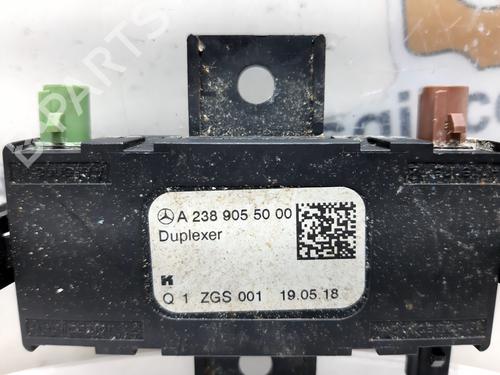 B-PARTS
A 238 905 50 00
Duplexer
K
Q 1 ZGS 001 19.05.18